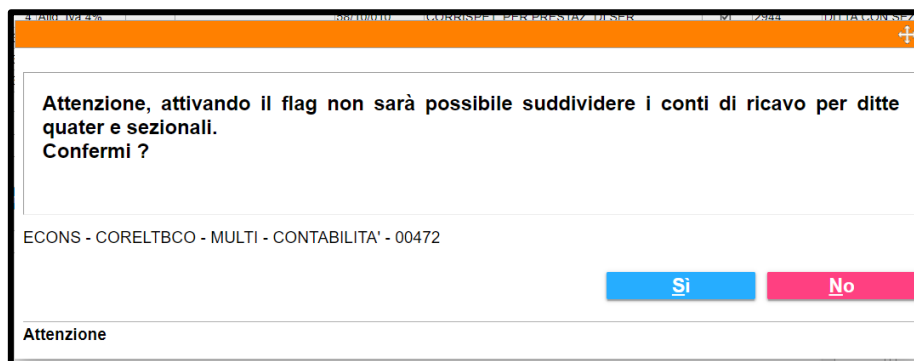 Attenzione, attivando il flag non sarà possibile suddividere i conti di ricavo per ditte
quater e sezionali.
Confermi ?
ECONS - CORELTBCO - MULTI - CONTABILITA' - 00472
Sì
No
Attenzione